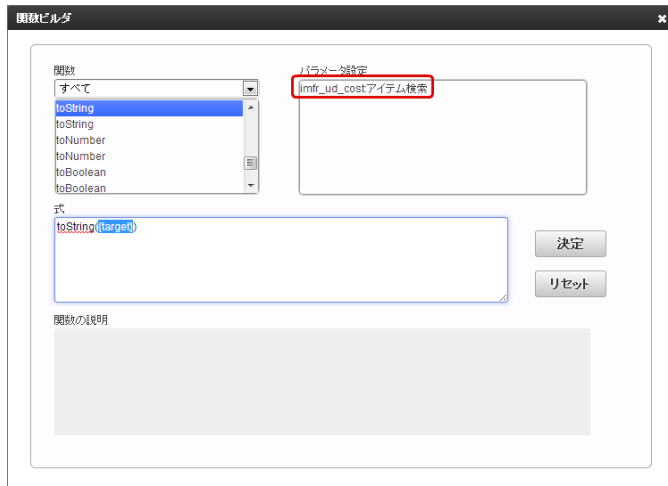 関数ビルダ
関数
すべて
toString
toString
toNumber
toNumber
toBoolean
toBoolean
パラメータ設定
imfr_ud_cost:アイテム検索
式
toString({target})
決定
リセット
関数の説明